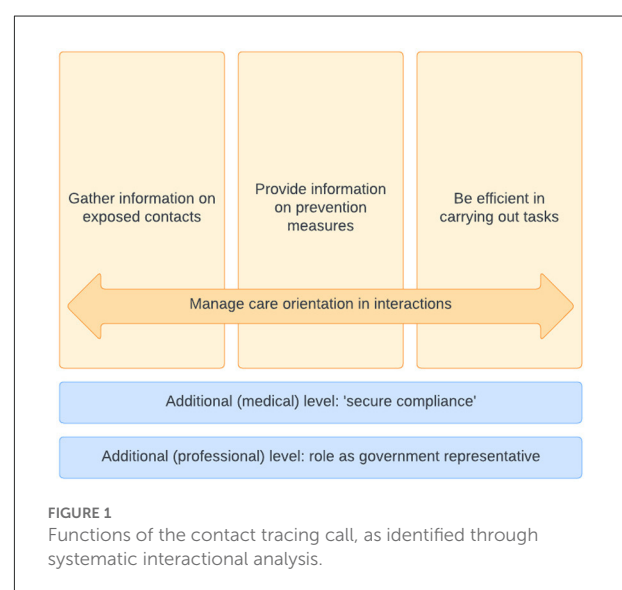 Gather information on
exposed contacts
Provide information
on prevention
measures
Be efficient in
carrying out tasks
Manage care orientation in interactions
Additional (medical) level: 'secure compliance'
Additional (professional) level: role as government representative
FIGURE 1
Functions of the contact tracing call, as identified through
systematic interactional analysis.